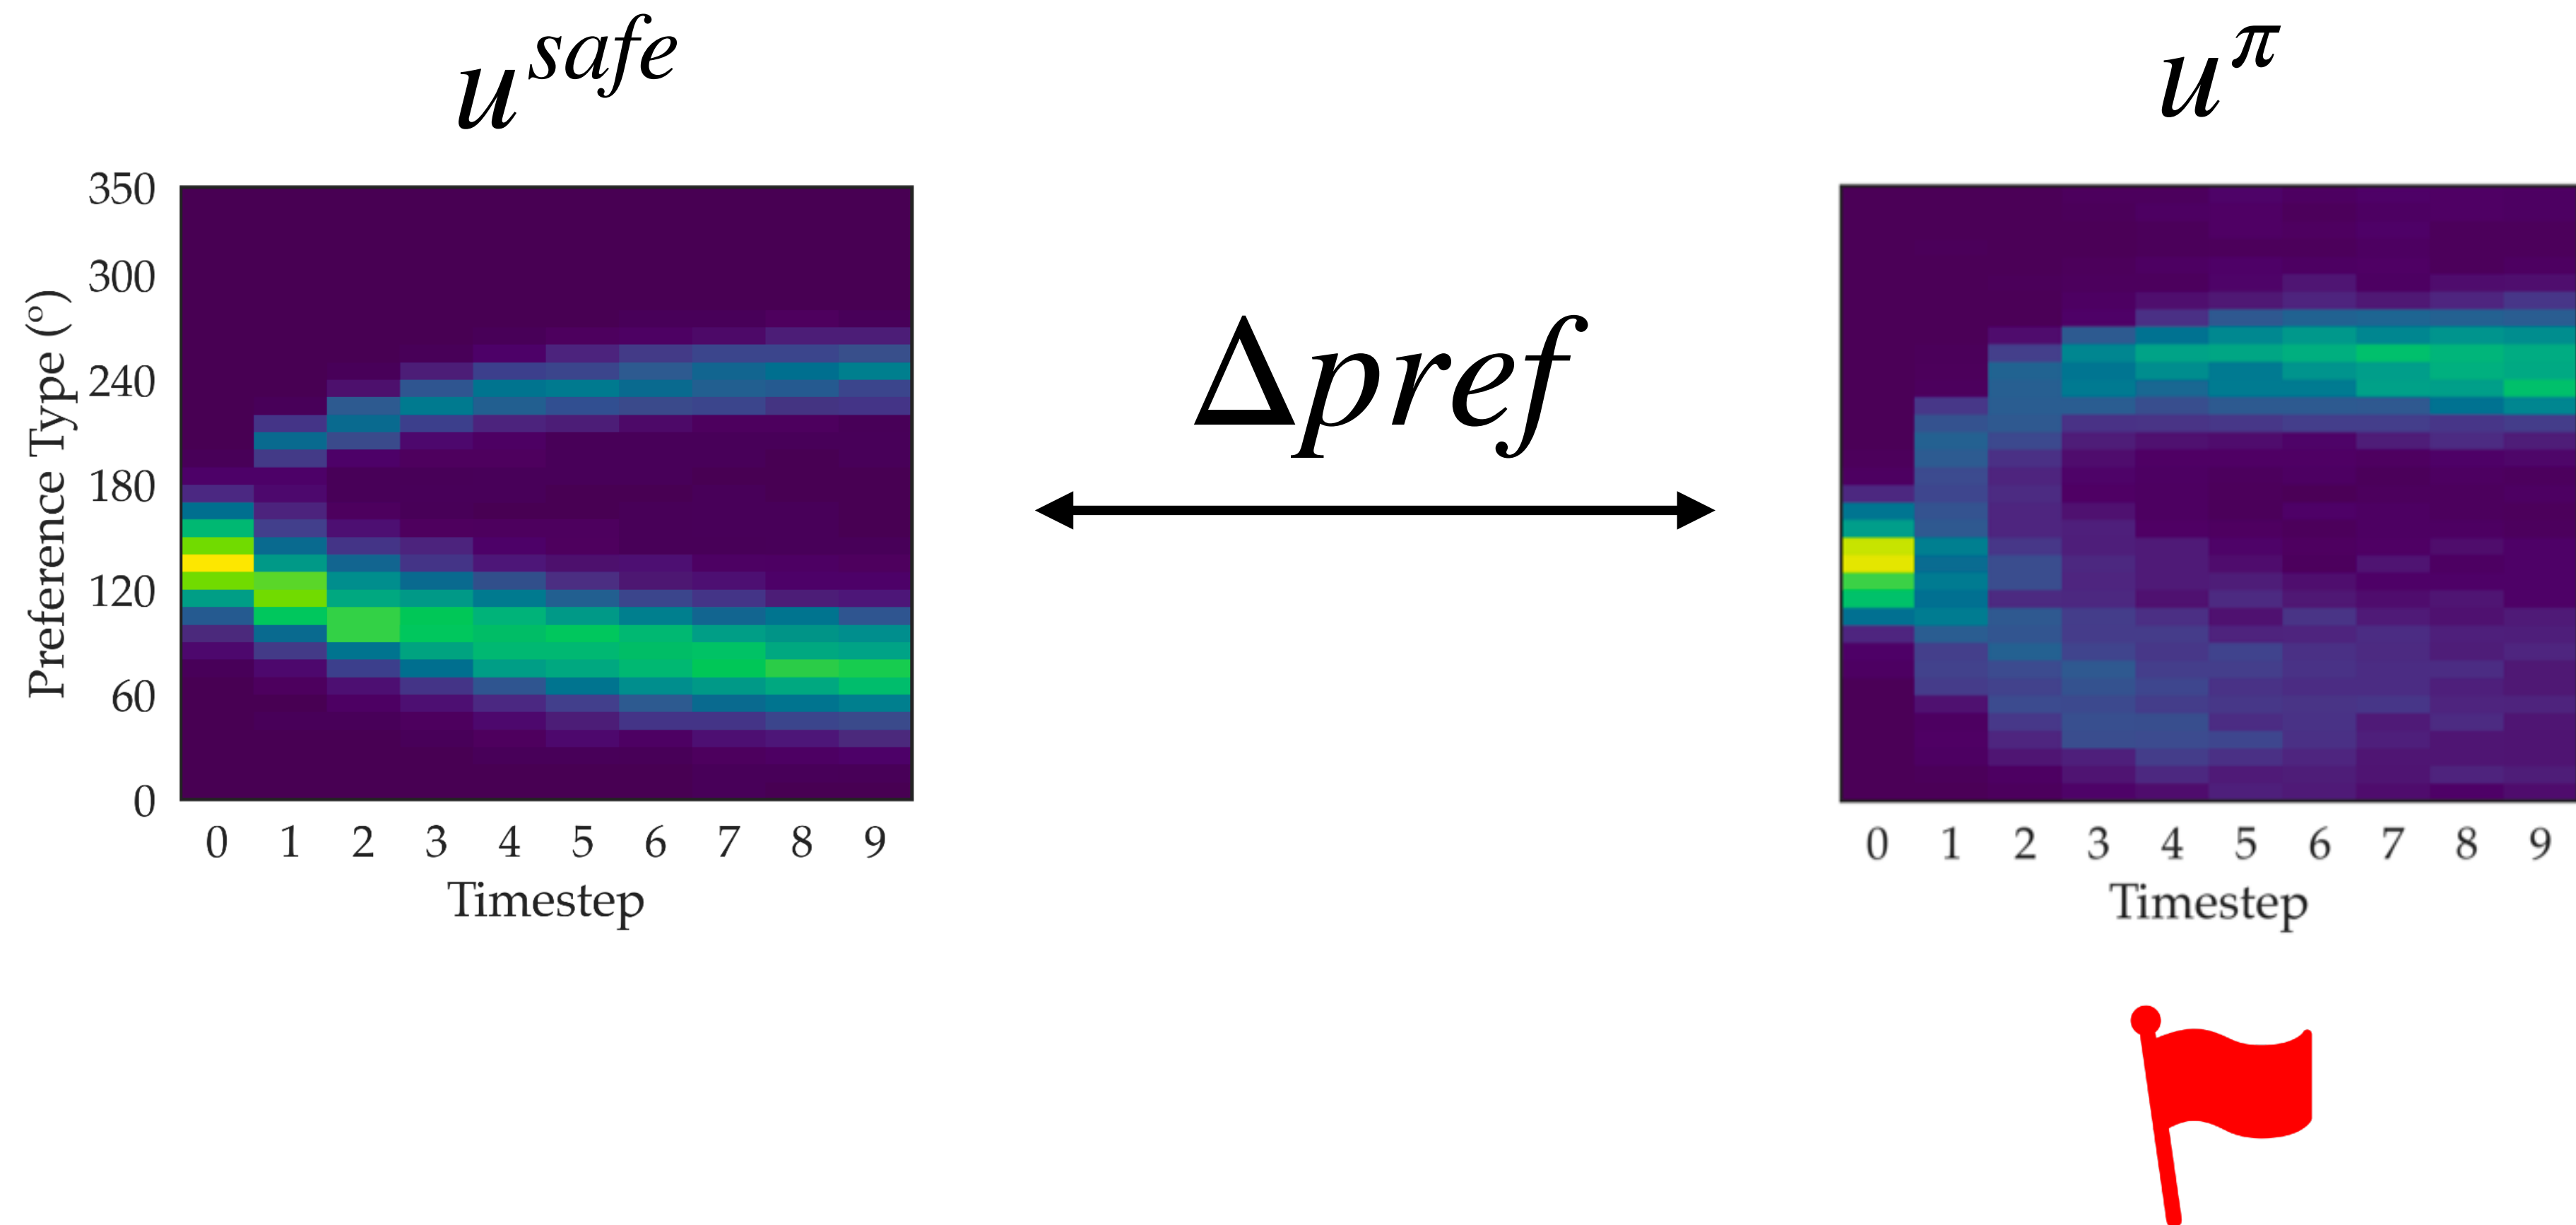 u^safe
u^π
Δpref
Preference Type (°)
350
300
240
180
120
60
0
0 1 2 3 4 5 6 7 8 9
Timestep
0 1 2 3 4 5 6 7 8 9
Timestep